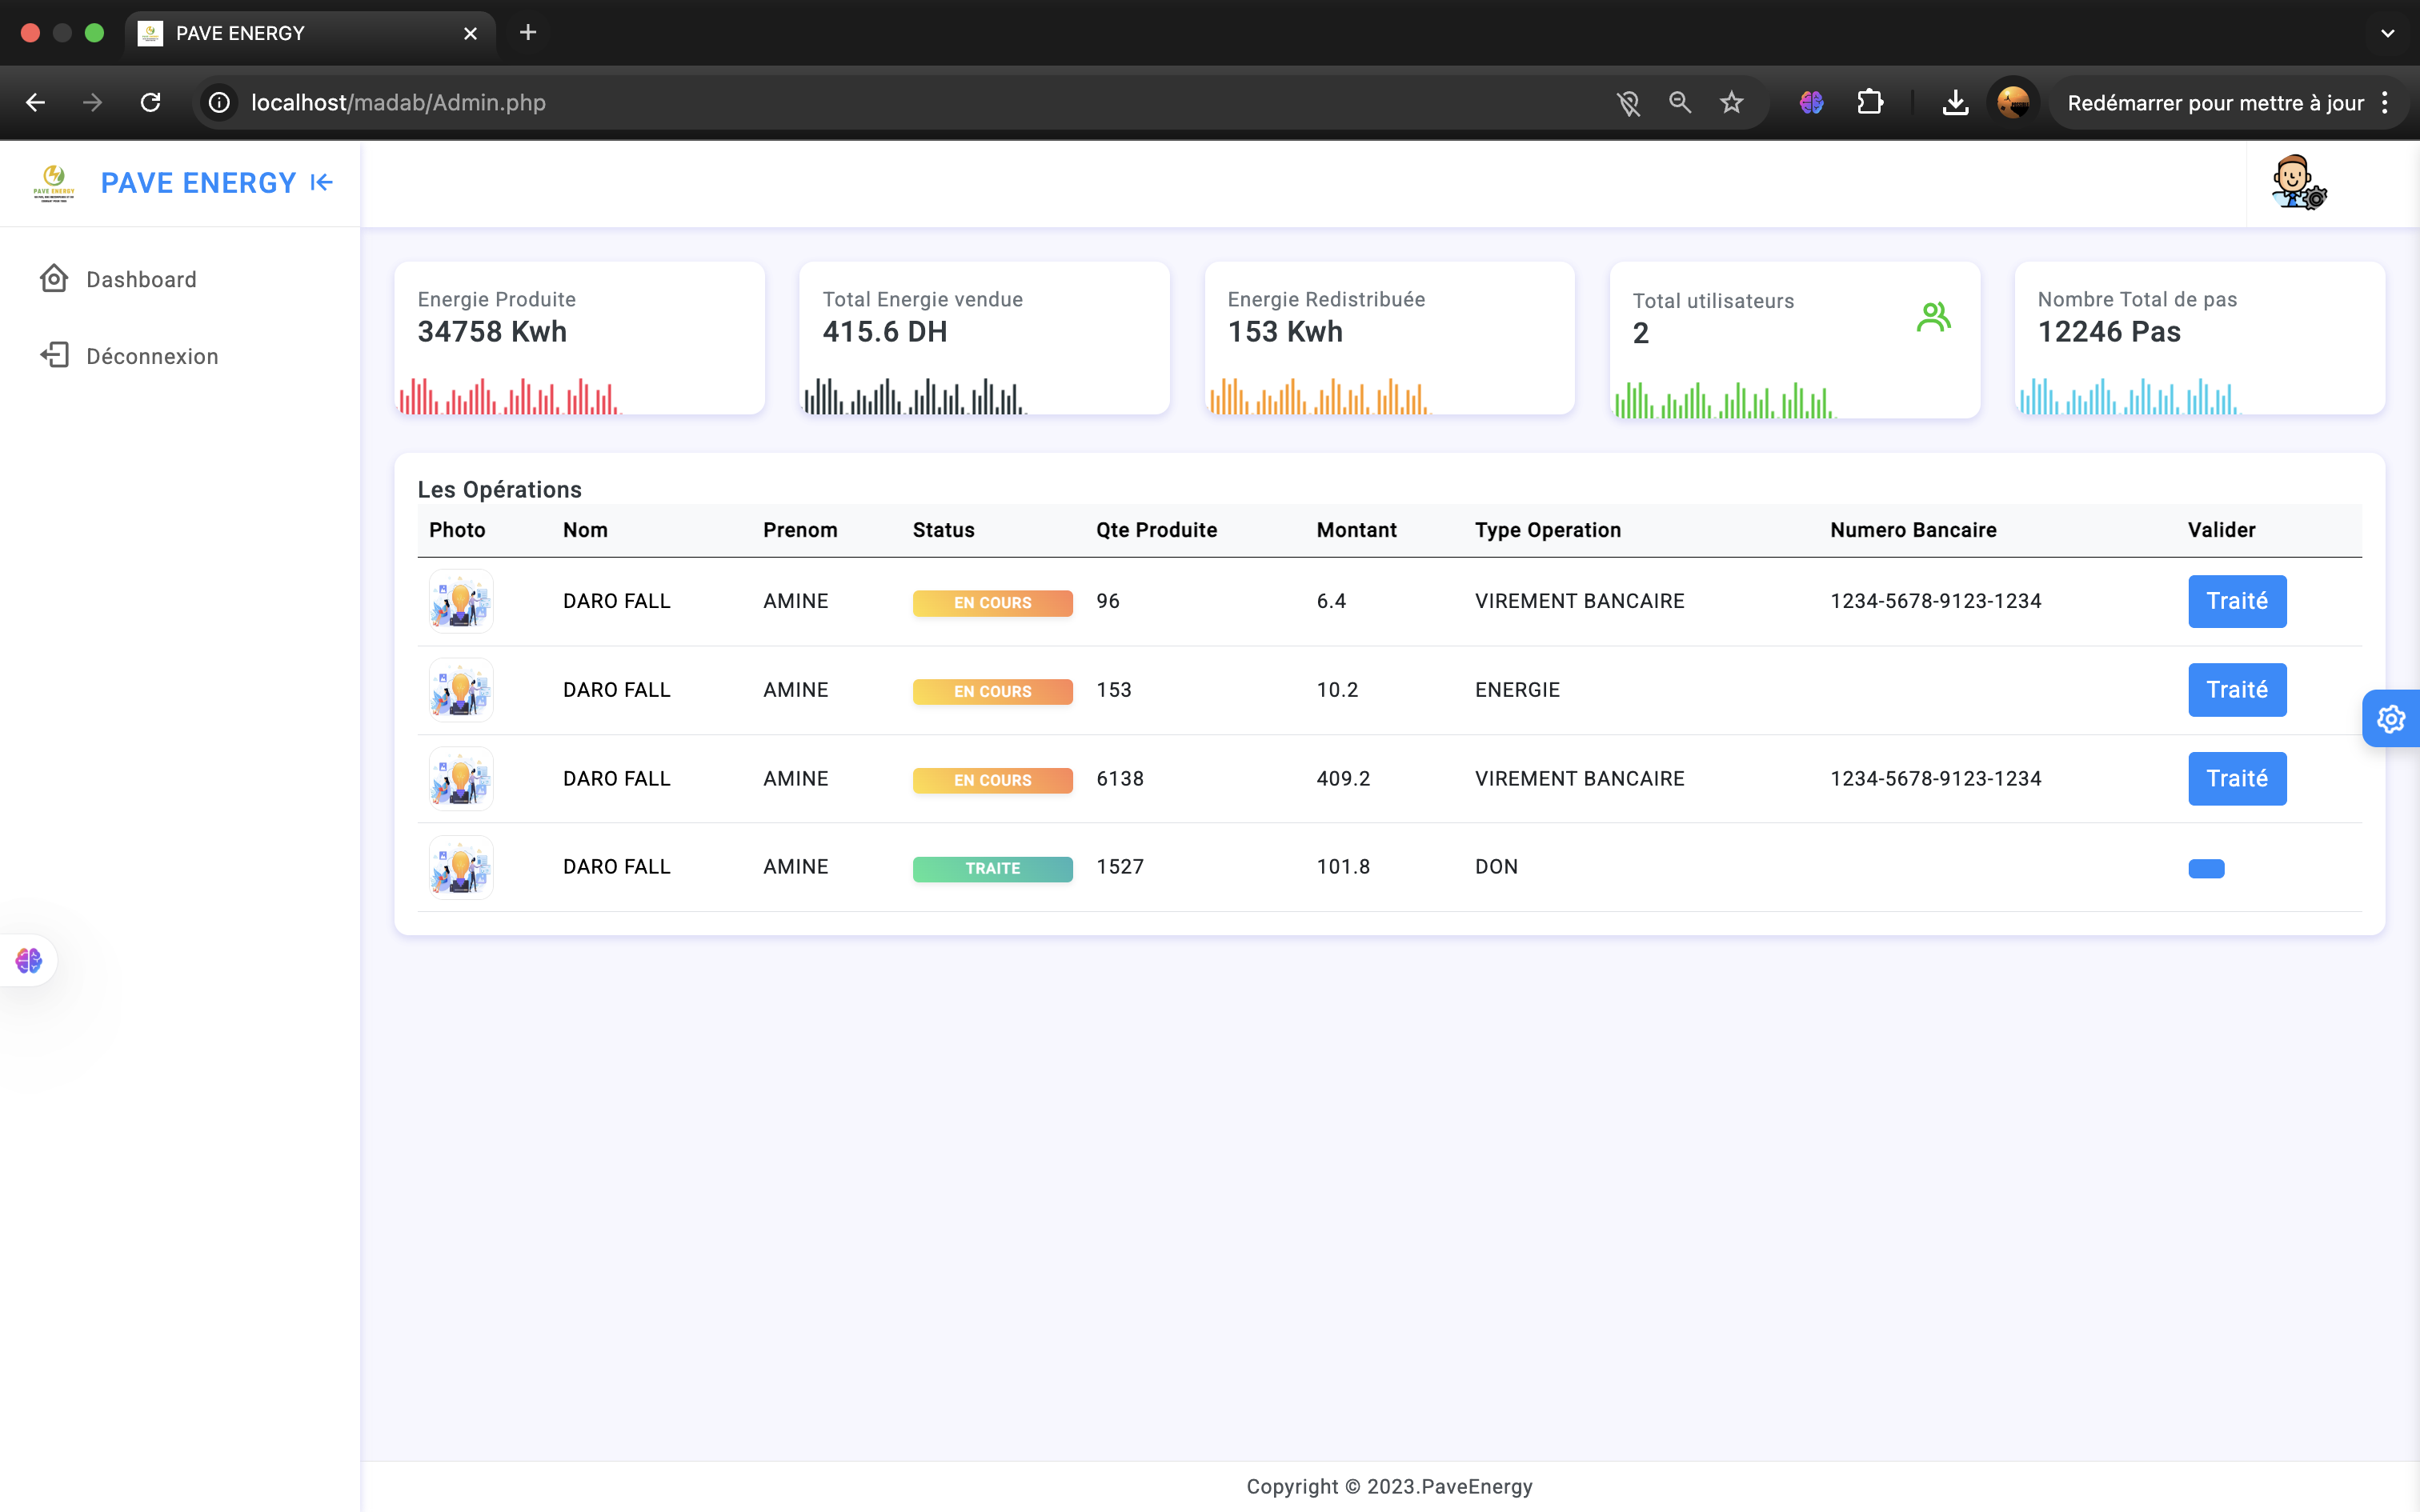 PAVE ENERGY
localhost/madab/Admin.php
Redémarrer pour mettre à jour
PAVE ENERGY
PAVE ENERGY
Dashboard
Déconnexion
Energie Produite
34758 Kwh
Total Energie vendue
415.6 DH
Energie Redistribuée
153 Kwh
Total utilisateurs
2
Nombre Total de pas
12246 Pas
Les Opérations
Photo Nom Prenom Status Qte Produite Montant Type Operation Numero Bancaire Valider
DARO FALL AMINE EN COURS 96 6.4 VIREMENT BANCAIRE 1234-5678-9123-1234 Traité
DARO FALL AMINE EN COURS 153 10.2 ENERGIE Traité
DARO FALL AMINE EN COURS 6138 409.2 VIREMENT BANCAIRE 1234-5678-9123-1234 Traité
DARO FALL AMINE TRAITE 1527 101.8 DON
Copyright © 2023.PaveEnergy